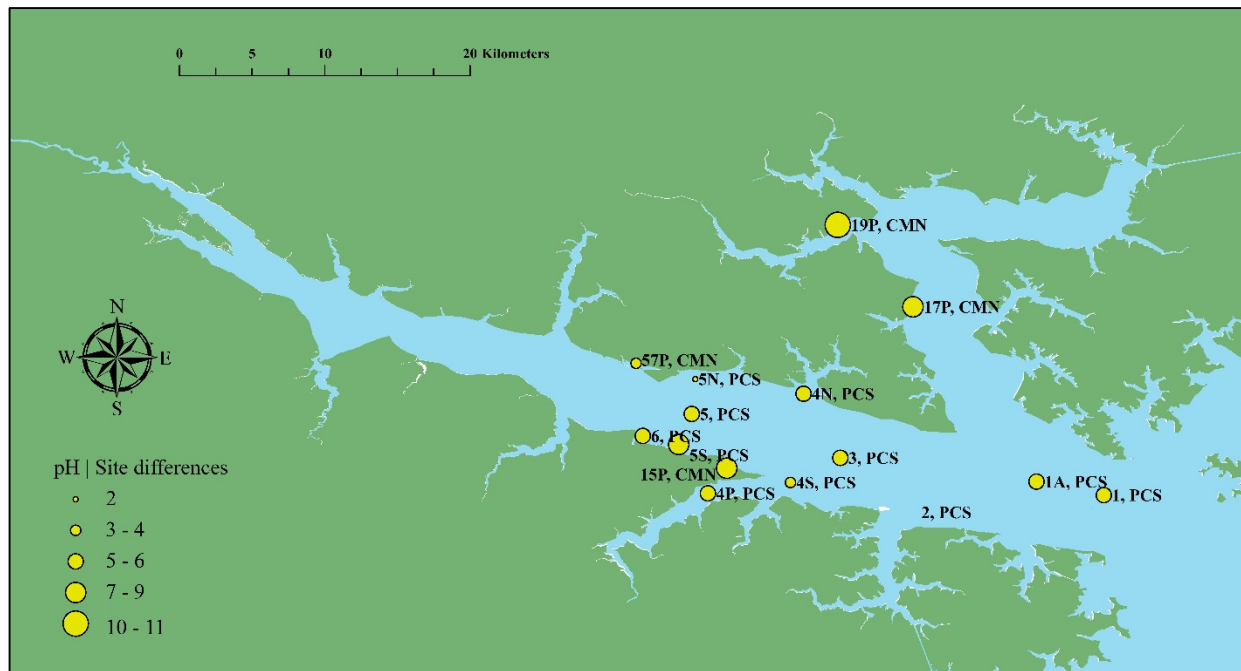 0 5 10 20 Kilometers
19P, CMN
17P, CMN
N
W E
S
57P, CMN
5N, PCS
4N, PCS
5, PCS
6, PCS
5S, PCS
3, PCS
15P, CMN
4S, PCS
1A, PCS
4P, PCS
1, PCS
2, PCS
pH | Site differences
2
3 - 4
5 - 6
7 - 9
10 - 11